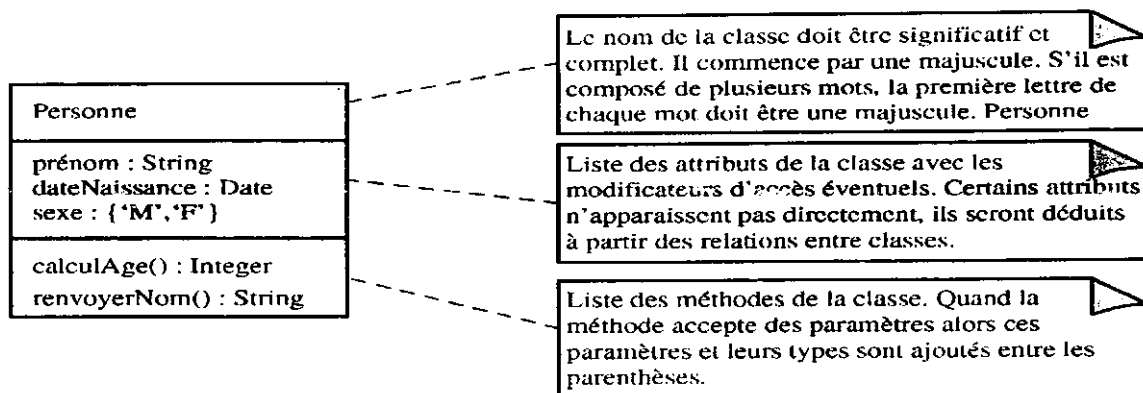 Personne
prénom : String
dateNaissance : Date
sexe : {‘M’,‘F’}
calculAge() : Integer
renvoyerNom() : String
Le nom de la classe doit être significatif et
complet. Il commence par une majuscule. S’il est
composé de plusieurs mots, la première lettre de
chaque mot doit être une majuscule. Personne
Liste des attributs de la classe avec les
modificateurs d’accès éventuels. Certains attributs
n’apparaissent pas directement, ils seront déduits
à partir des relations entre classes.
Liste des méthodes de la classe. Quand la
méthode accepte des paramètres alors ces
paramètres et leurs types sont ajoutés entre les
parenthèses.